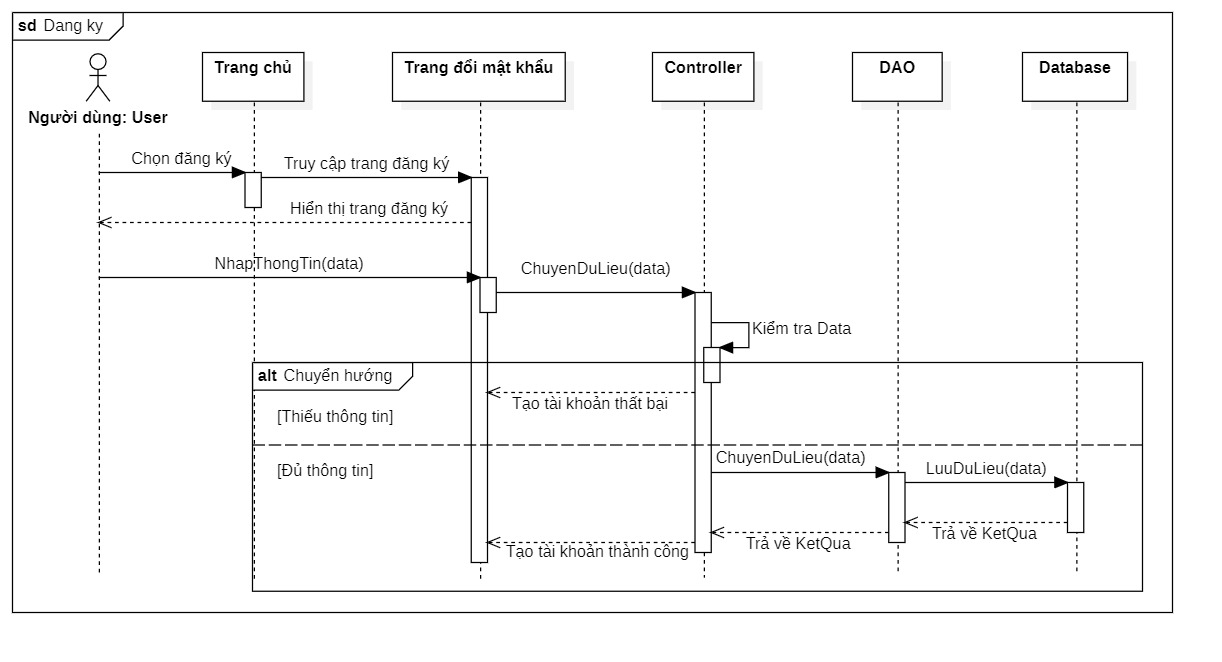 sd Dang ky
Trang chủ
Trang đổi mật khẩu
Controller
DAO
Database
Người dùng: User
Chọn đăng ký
Truy cập trang đăng ký
Hiển thị trang đăng ký
NhapThongTin(data)
ChuyenDuLieu(data)
Kiểm tra Data
alt Chuyển hướng
Tạo tài khoản thất bại
[Thiếu thông tin]
[Đủ thông tin]
ChuyenDuLieu(data)
LuuDuLieu(data)
Trả về KetQua
Trả về KetQua
Tạo tài khoản thành công